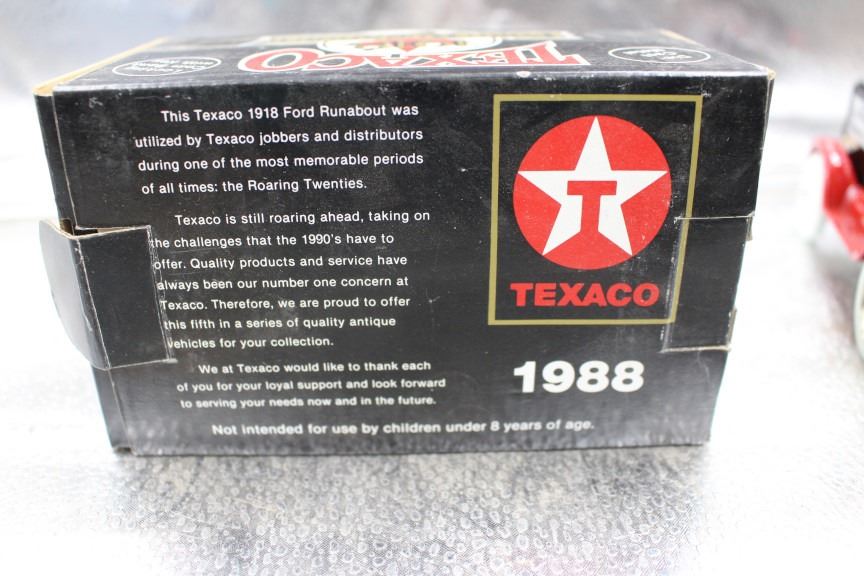 TEXACO
This Texaco 1918 Ford Runabout was
utilized by Texaco jobbers and distributors
during one of the most memorable periods
of all times: the Roaring Twenties.
Texaco is still roaring ahead, taking on
the challenges that the 1990's have to
offer. Quality products and service have
always been our number one concern at
Texaco. Therefore, we are proud to offer
this fifth in a series of quality antique
vehicles for your collection.
We at Texaco would like to thank each
of you for your loyal support and look forward
to serving your needs now and in the future.
Not intended for use by children under 8 years of age.
T
TEXACO
1988